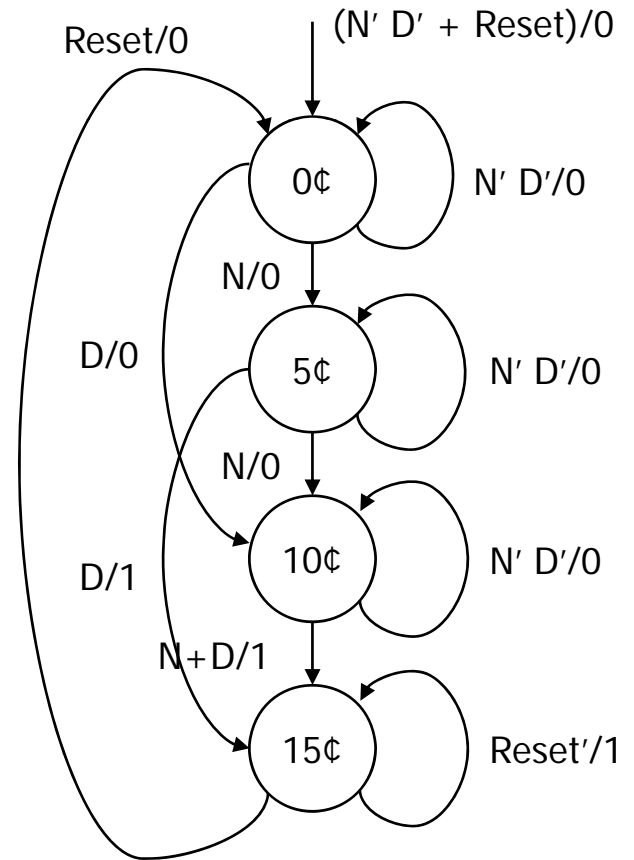 (N′ D′ + Reset)/0
Reset/0
0¢
N′ D′/0
N/0
D/0
5¢
N′ D′/0
N/0
10¢
N′ D′/0
D/1
N+D/1
15¢
Reset′/1